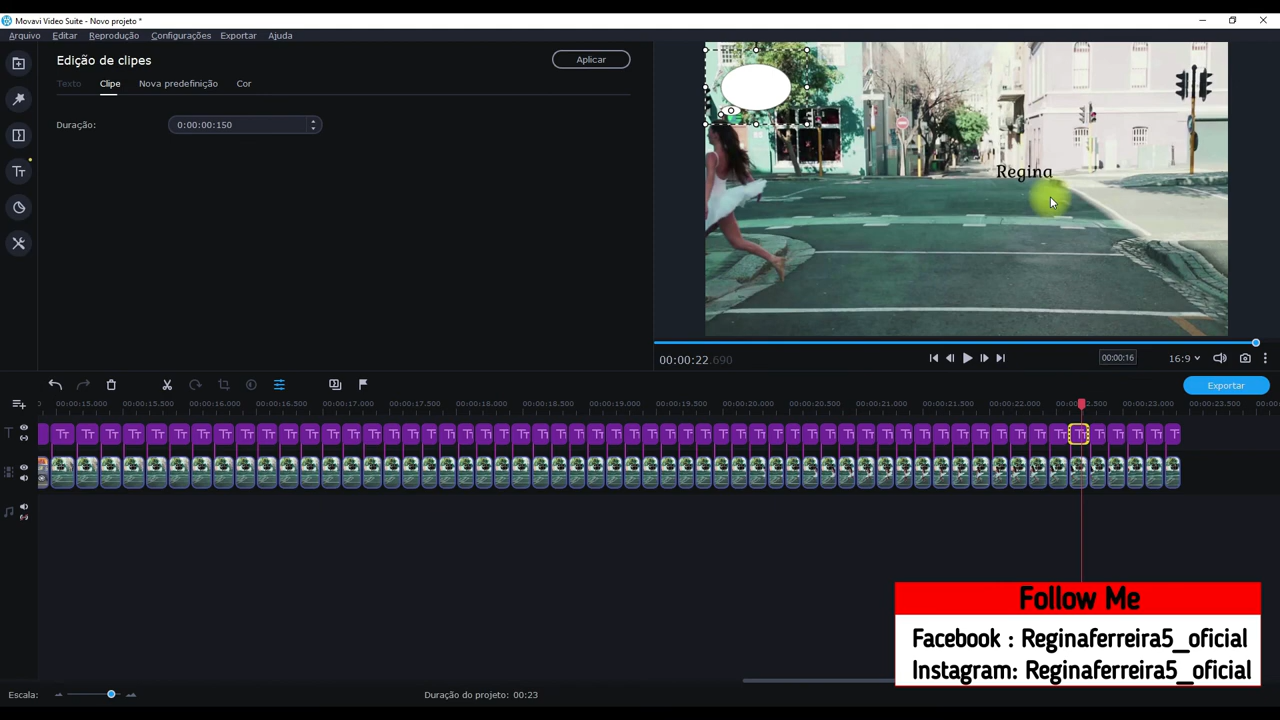 Movavi Video Suite - Novo projeto *
Arquivo Editar Reprodução Configurações Exportar Ajuda
Edição de clipes
Aplicar
Texto Clipe Nova predefinição Cor
Duração: 0:00:00:150
Regina
00:00:22.690
00:00:16
16:9
Exportar
00:00:15.000 00:00:15.500 00:00:16.000 00:00:16.500 00:00:17.000 00:00:17.500 00:00:18.000 00:00:18.500 00:00:19.000 00:00:19.500 00:00:20.000 00:00:20.500 00:00:21.000 00:00:21.500 00:00:22.000 00:00:22.500 00:00:23.000 00:00:23.500
Follow Me
Facebook : Reginaferreira5_oficial
Instagram: Reginaferreira5_oficial
Escala:
Duração do projeto: 00:23